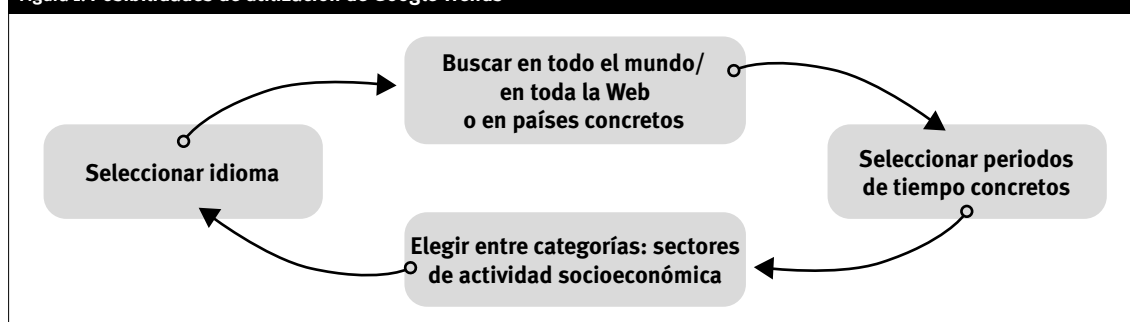 Buscar en todo el mundo/
en toda la Web
o en países concretos
Seleccionar idioma
Seleccionar periodos
de tiempo concretos
Elegir entre categorías: sectores
de actividad socioeconómica